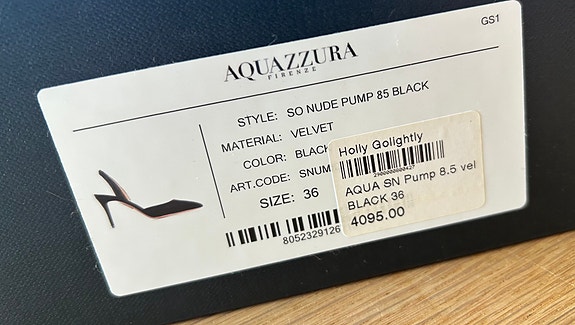 GS1
AQUAZZURA
FIRENZE
STYLE: SO NUDE PUMP 85 BLACK
MATERIAL: VELVET
COLOR: BLACK
ART.CODE: SNUM
SIZE: 36
8052329126
Holly Golightly
AQUA SN Pump 8.5 vel
BLACK 36
4095.00